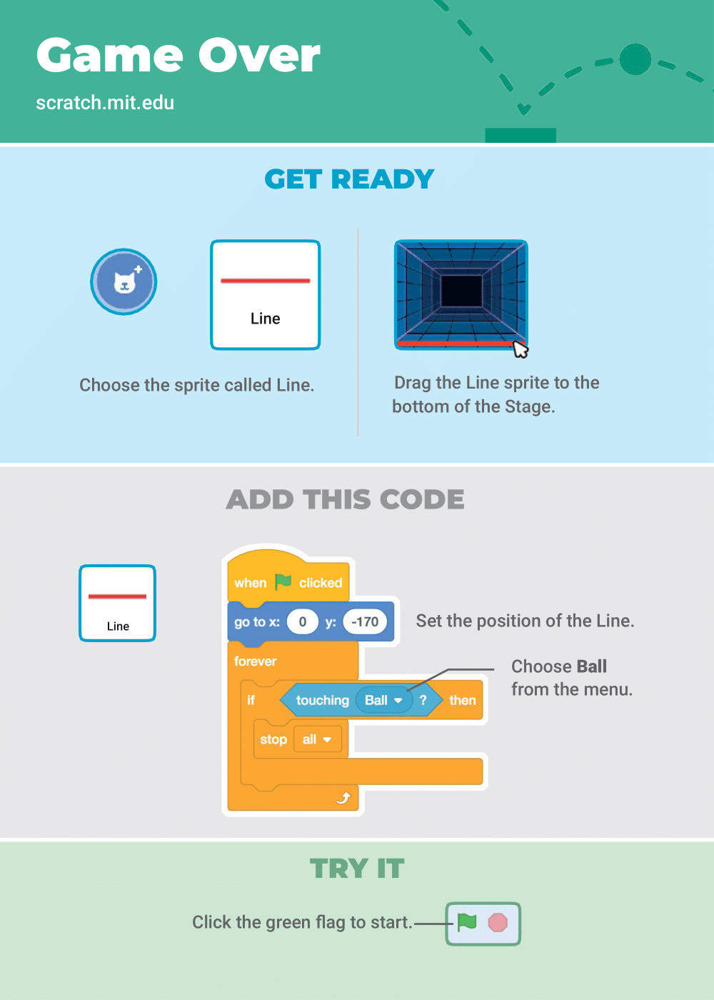 Game Over
scratch.mit.edu
GET READY
Line
Choose the sprite called Line.
Drag the Line sprite to the
bottom of the Stage.
ADD THIS CODE
Line
when clicked
go to x: 0 y: -170
Set the position of the Line.
forever
Choose Ball
from the menu.
if touching Ball ? then
stop all
TRY IT
Click the green flag to start.